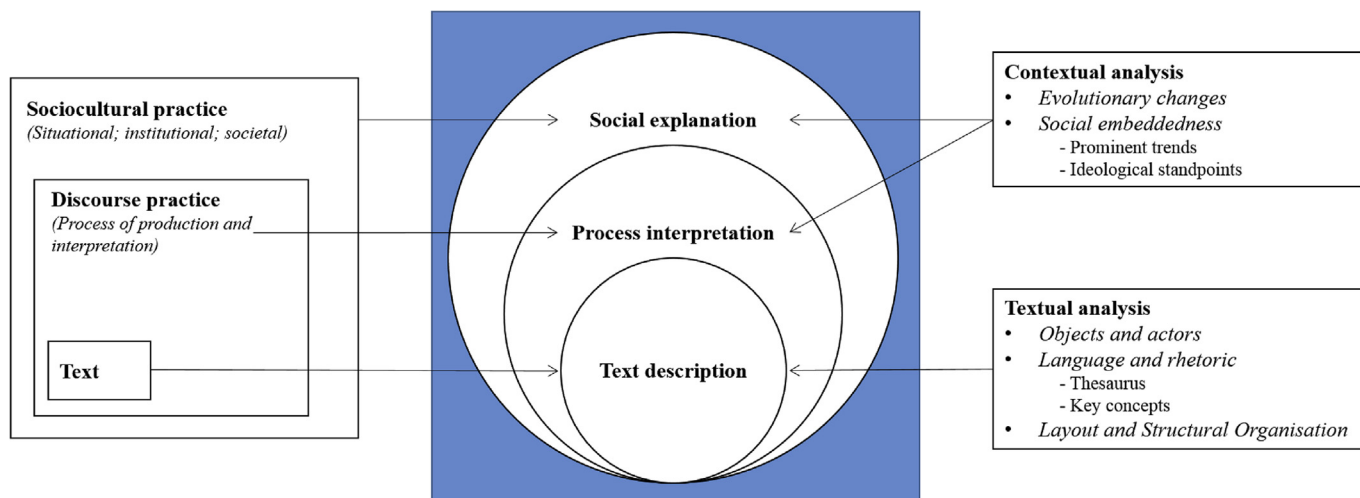 Sociocultural practice
(Situational; institutional; societal)
Discourse practice
(Process of production and
interpretation)
Text
Social explanation
Process interpretation
Text description
Contextual analysis
• Evolutionary changes
• Social embeddedness
- Prominent trends
- Ideological standpoints
Textual analysis
• Objects and actors
• Language and rhetoric
- Thesaurus
- Key concepts
• Layout and Structural Organisation